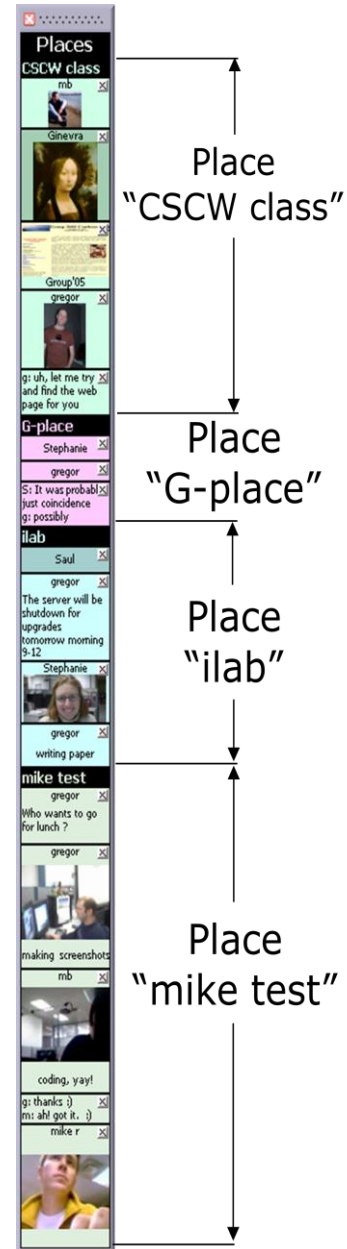 Places
CSCW class
mb
Ginevra
Group'05
gregor
g: uh, let me try
and find the web
page for you
G-place
Stephanie
gregor
S: It was probabl
just coincidence
g: possibly
ilab
Saul
gregor
The server will be
shutdown for
upgrades
tomorrow morning
9-12
Stephanie
gregor
writing paper
mike test
gregor
Who wants to go
for lunch ?
gregor
making screenshots
mb
coding, yay!
g: thanks :)
m: ah! got it. :)
mike r
Place
“CSCW class”
Place
“G-place”
Place
“ilab”
Place
“mike test”